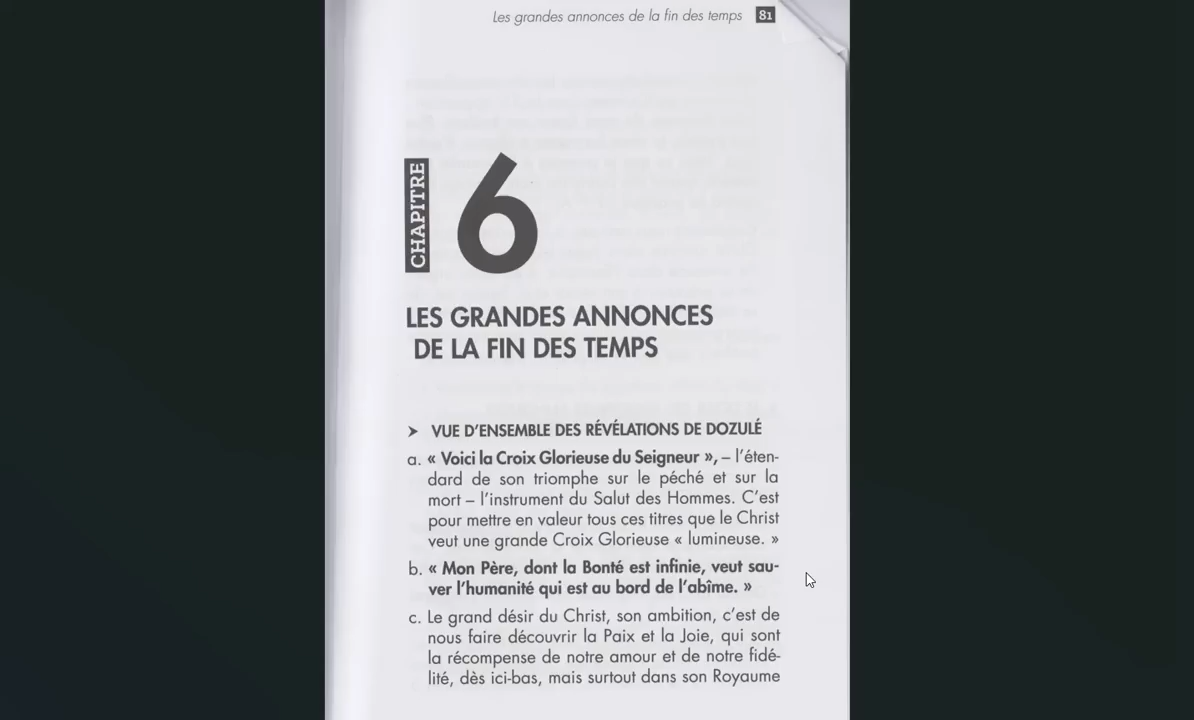 Les grandes annonces de la fin des temps 81
CHAPITRE
6
LES GRANDES ANNONCES
DE LA FIN DES TEMPS
➤ VUE D'ENSEMBLE DES RÉVÉLATIONS DE DOZULÉ
a. « Voici la Croix Glorieuse du Seigneur », – l'éten-
dard de son triomphe sur le péché et sur la
mort – l'instrument du Salut des Hommes. C'est
pour mettre en valeur tous ces titres que le Christ
veut une grande Croix Glorieuse « lumineuse. »
b. « Mon Père, dont la Bonté est infinie, veut sau-
ver l'humanité qui est au bord de l'abîme. »
c. Le grand désir du Christ, son ambition, c'est de
nous faire découvrir la Paix et la Joie, qui sont
la récompense de notre amour et de notre fidé-
lité, dès ici-bas, mais surtout dans son Royaume